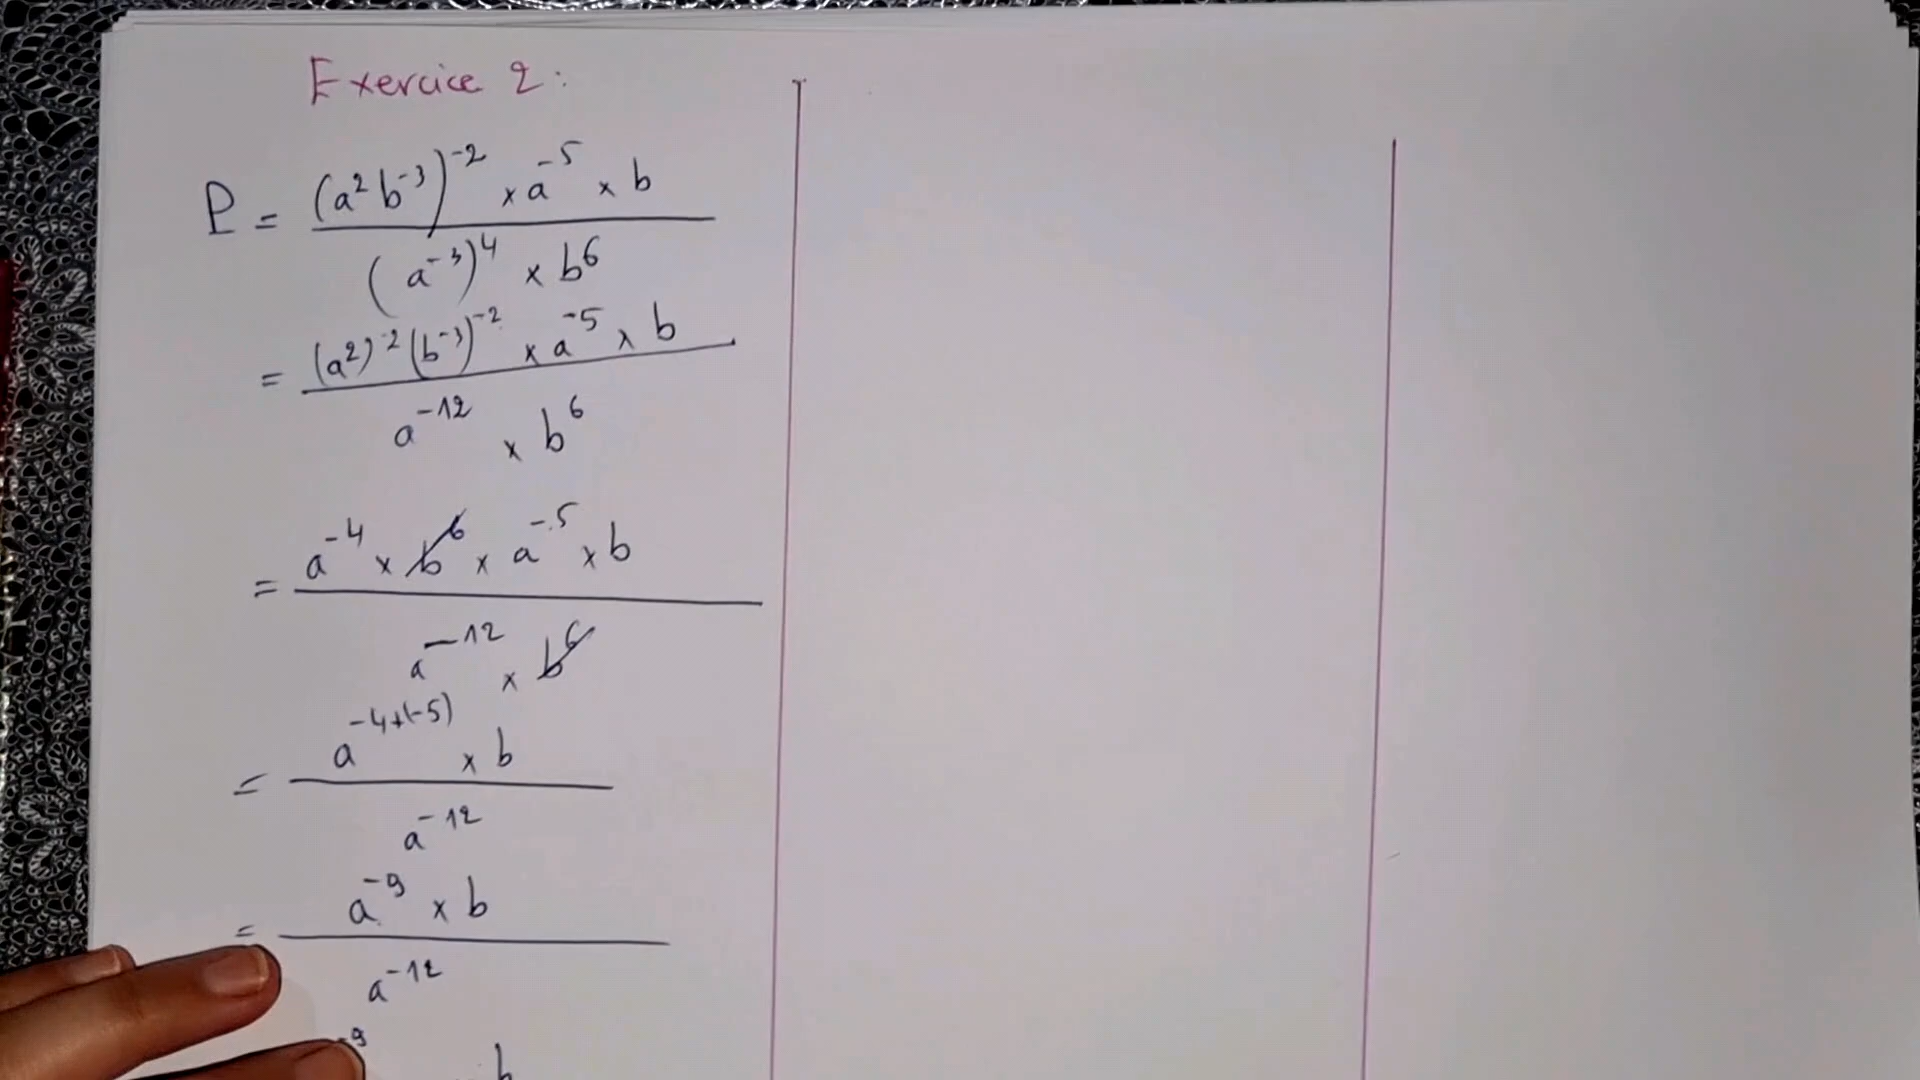 Exercice 2:
P = (a² b⁻³)⁻² × a⁻⁵ × b
(a⁻³)⁴ × b⁶
= (a²)⁻² (b⁻³)⁻² × a⁻⁵ × b
a⁻¹² × b⁶
= a⁻⁴ × b⁶ × a⁻⁵ × b
a⁻¹² × b⁶
= a⁻⁴⁺⁽⁻⁵⁾ × b
a⁻¹²
= a⁻⁹ × b
a⁻¹²